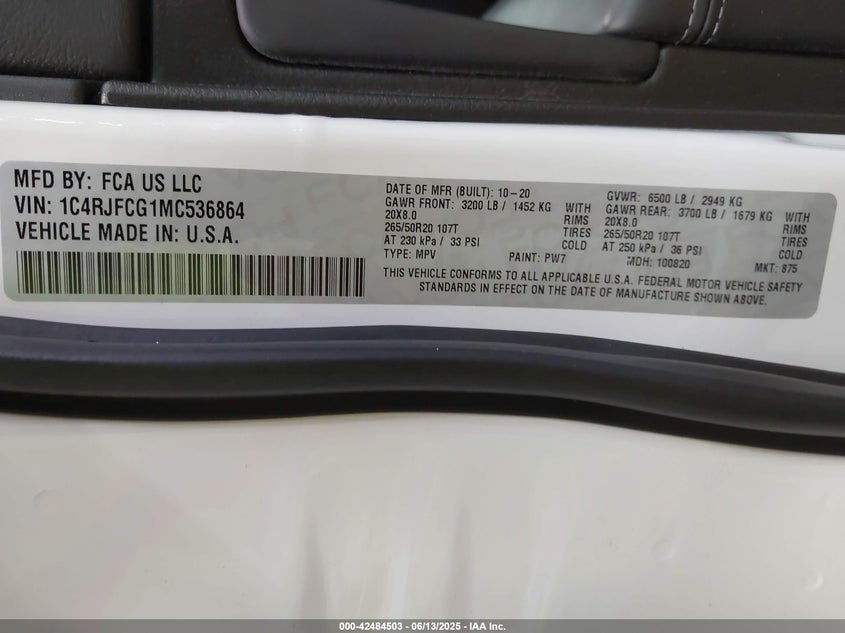 MFD BY: FCA US LLC
VIN: 1C4RJFCG1MC536864
VEHICLE MADE IN: U.S.A.
DATE OF MFR (BUILT): 10-20
GAWR FRONT: 3200 LB / 1452 KG WITH
20X8.0 RIMS
265/50R20 107T TIRES
AT 230 kPa / 33 PSI COLD
TYPE: MPV PAINT: PW7
GVWR: 6500 LB / 2949 KG
GAWR REAR: 3700 LB / 1679 KG WITH
20X8.0 RIMS
265/50R20 107T TIRES
AT 250 kPa / 36 PSI COLD
MDH: 100820 MKT: 875
THIS VEHICLE CONFORMS TO ALL APPLICABLE U.S.A. FEDERAL MOTOR VEHICLE SAFETY
STANDARDS IN EFFECT ON THE DATE OF MANUFACTURE SHOWN ABOVE.
000-42484503 - 06/13/2025 - IAA Inc.